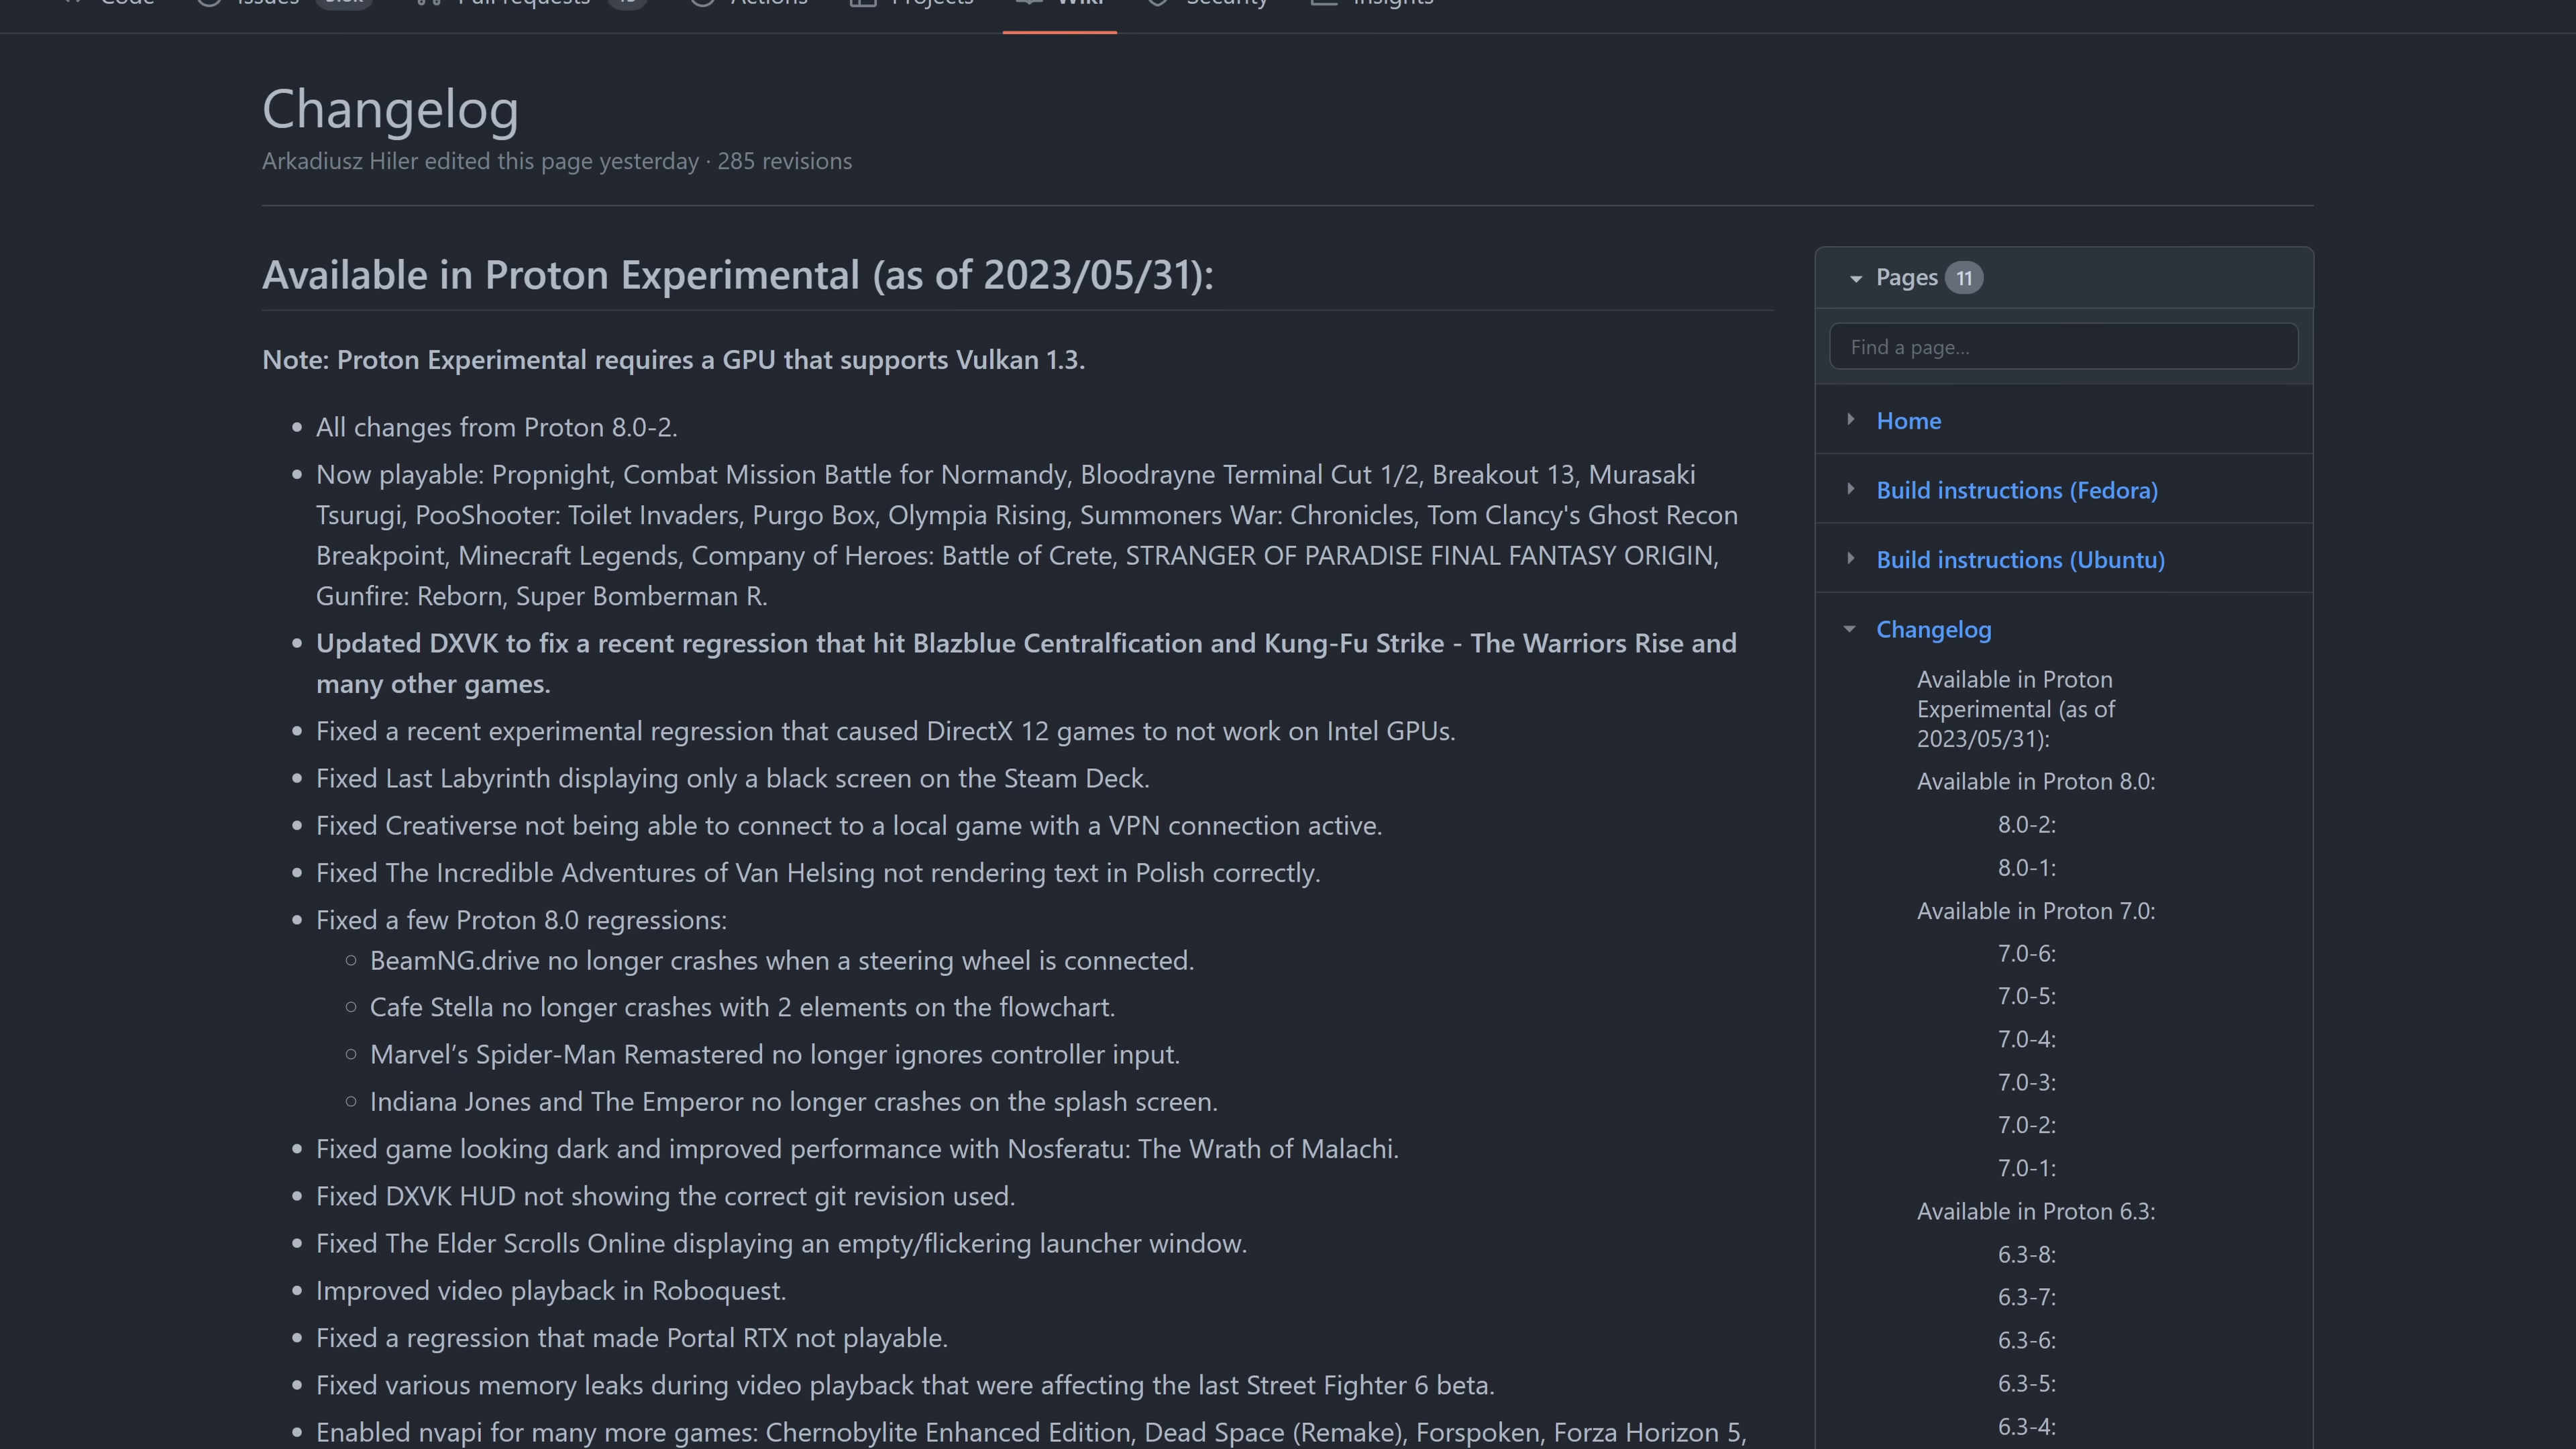 Code Issues Pull requests Actions Projects Wiki Security Insights
Changelog
Arkadiusz Hiler edited this page yesterday · 285 revisions
Available in Proton Experimental (as of 2023/05/31):
Note: Proton Experimental requires a GPU that supports Vulkan 1.3.
All changes from Proton 8.0-2.
Now playable: Propnight, Combat Mission Battle for Normandy, Bloodrayne Terminal Cut 1/2, Breakout 13, Murasaki
Tsurugi, PooShooter: Toilet Invaders, Purgo Box, Olympia Rising, Summoners War: Chronicles, Tom Clancy's Ghost Recon
Breakpoint, Minecraft Legends, Company of Heroes: Battle of Crete, STRANGER OF PARADISE FINAL FANTASY ORIGIN,
Gunfire: Reborn, Super Bomberman R.
Updated DXVK to fix a recent regression that hit Blazblue Centralfication and Kung-Fu Strike - The Warriors Rise and
many other games.
Fixed a recent experimental regression that caused DirectX 12 games to not work on Intel GPUs.
Fixed Last Labyrinth displaying only a black screen on the Steam Deck.
Fixed Creativerse not being able to connect to a local game with a VPN connection active.
Fixed The Incredible Adventures of Van Helsing not rendering text in Polish correctly.
Fixed a few Proton 8.0 regressions:
BeamNG.drive no longer crashes when a steering wheel is connected.
Cafe Stella no longer crashes with 2 elements on the flowchart.
Marvel’s Spider-Man Remastered no longer ignores controller input.
Indiana Jones and The Emperor no longer crashes on the splash screen.
Fixed game looking dark and improved performance with Nosferatu: The Wrath of Malachi.
Fixed DXVK HUD not showing the correct git revision used.
Fixed The Elder Scrolls Online displaying an empty/flickering launcher window.
Improved video playback in Roboquest.
Fixed a regression that made Portal RTX not playable.
Fixed various memory leaks during video playback that were affecting the last Street Fighter 6 beta.
Enabled nvapi for many more games: Chernobylite Enhanced Edition, Dead Space (Remake), Forspoken, Forza Horizon 5,
Pages 11
Find a page...
Home
Build instructions (Fedora)
Build instructions (Ubuntu)
Changelog
Available in Proton
Experimental (as of
2023/05/31):
Available in Proton 8.0:
8.0-2:
8.0-1:
Available in Proton 7.0:
7.0-6:
7.0-5:
7.0-4:
7.0-3:
7.0-2:
7.0-1:
Available in Proton 6.3:
6.3-8:
6.3-7:
6.3-6:
6.3-5:
6.3-4: